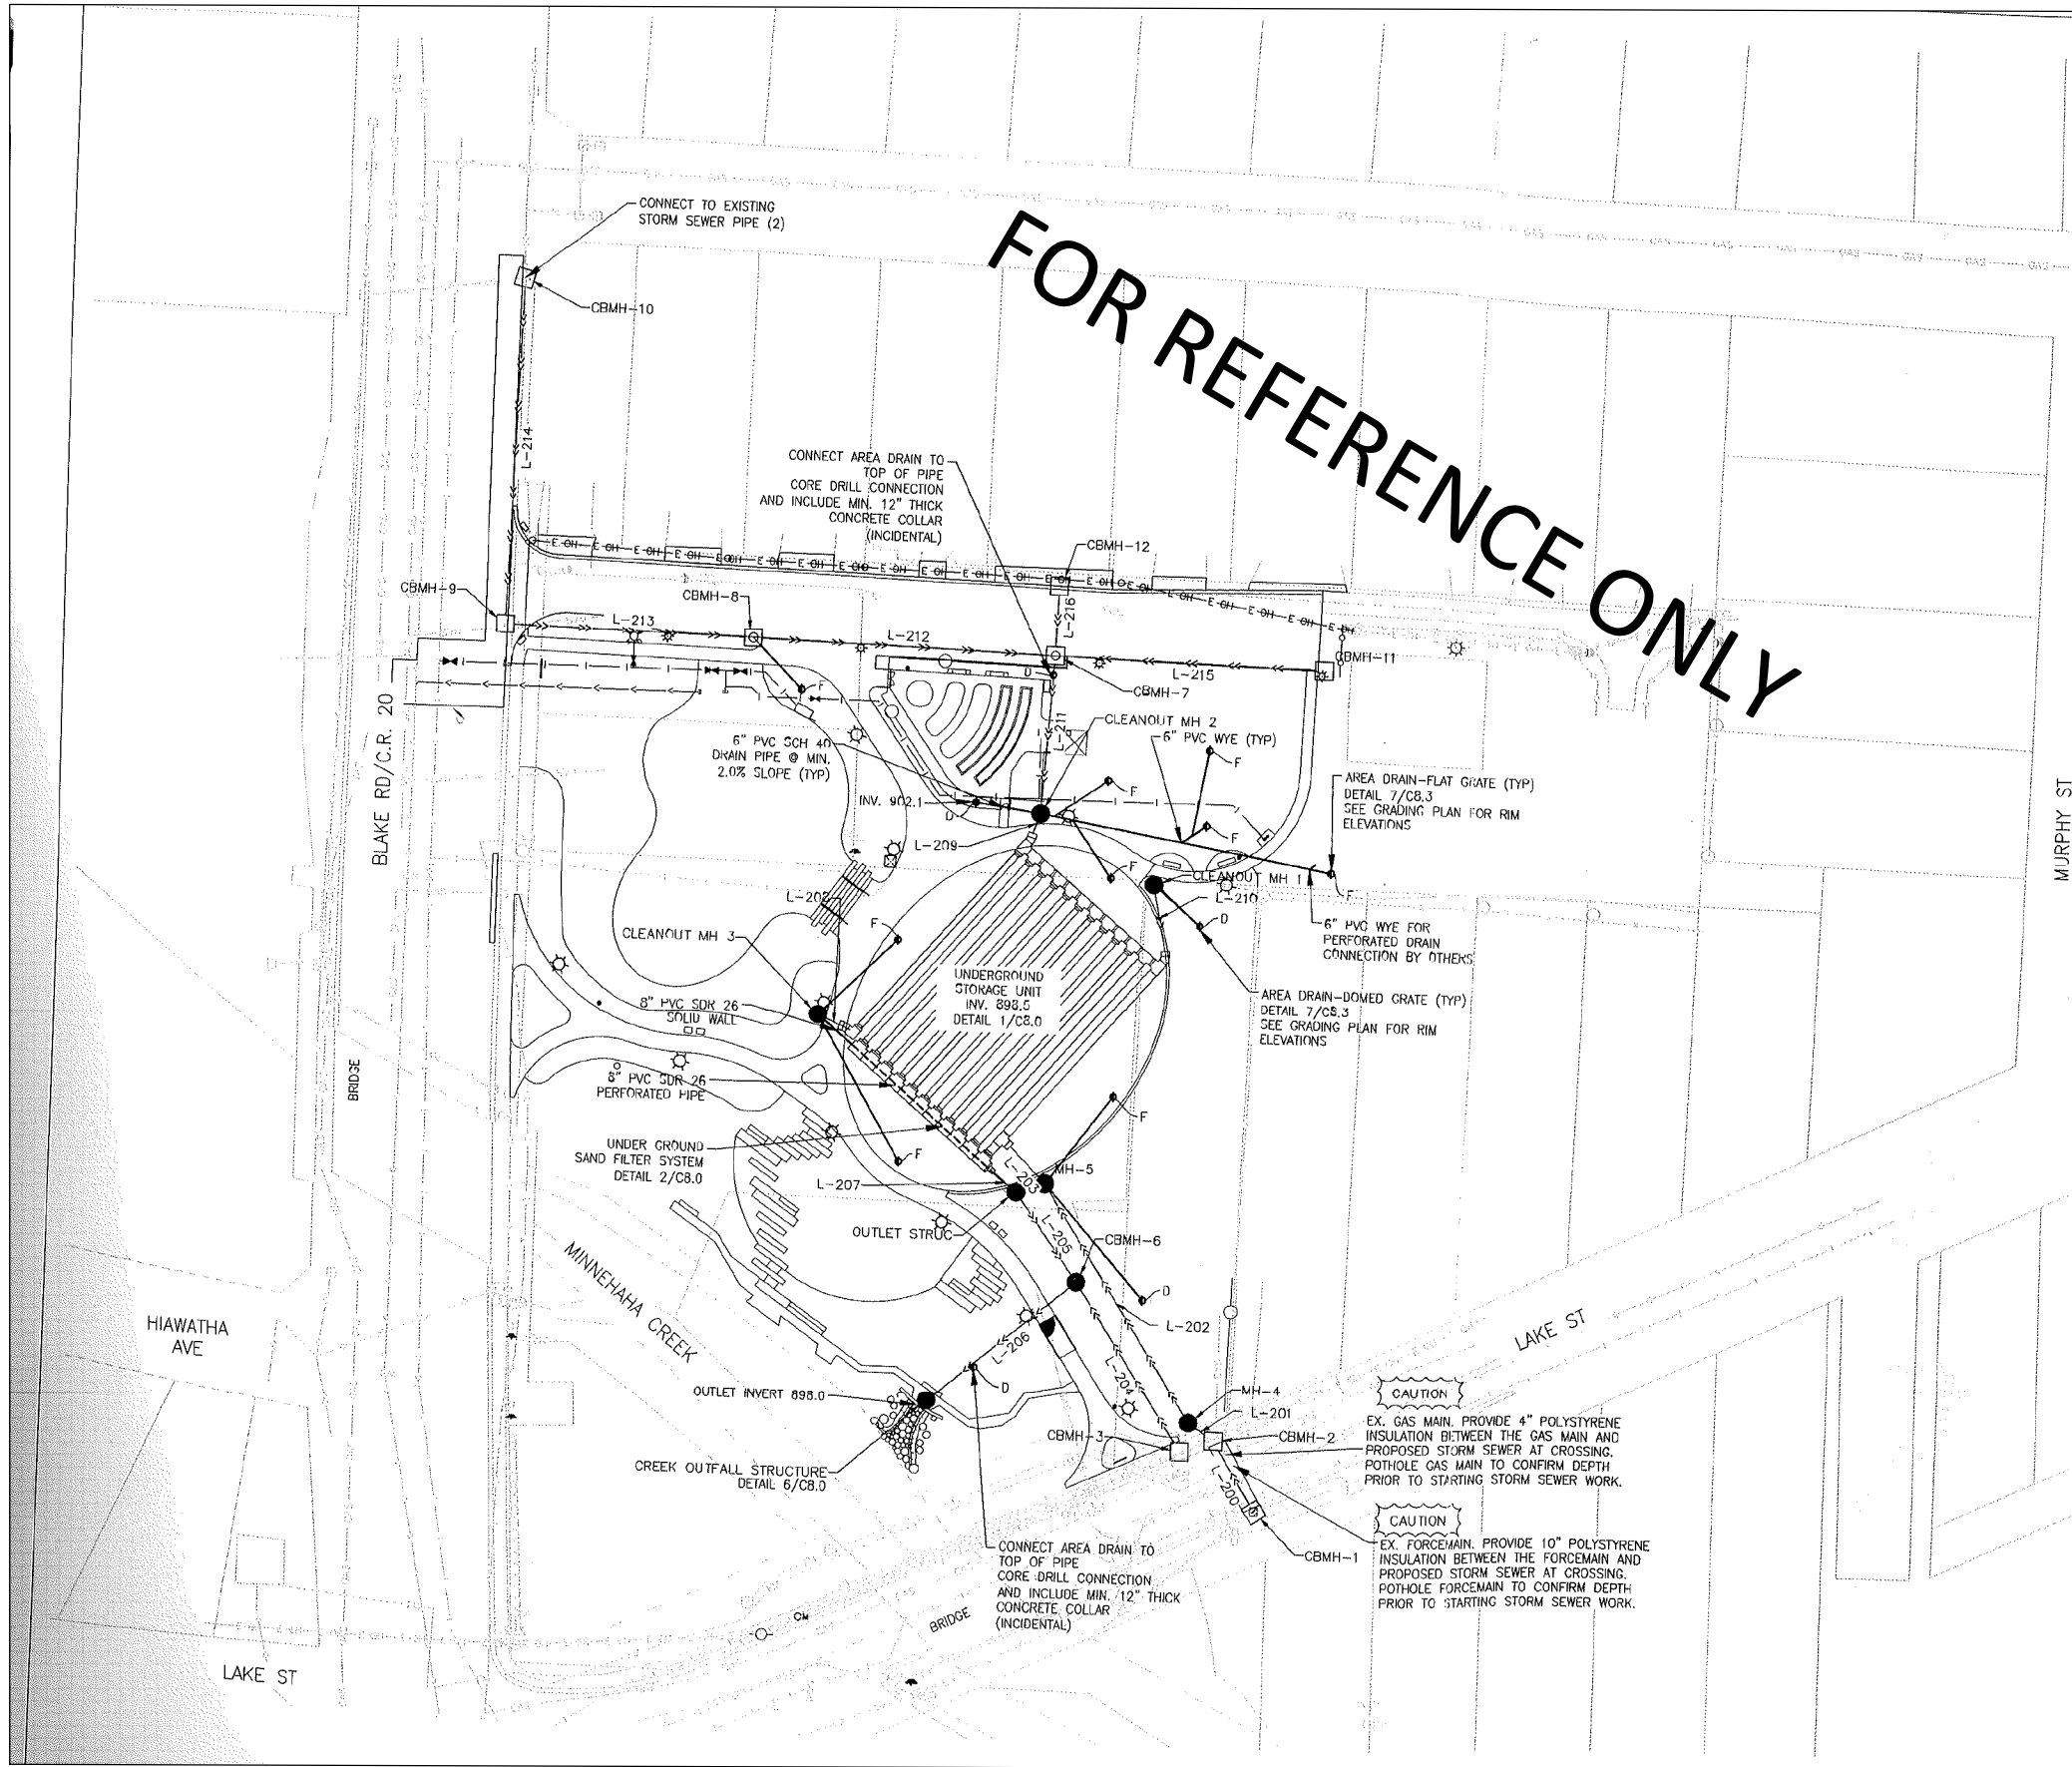 CONNECT TO EXISTING
STORM SEWER PIPE (2)
CBMH-10
FOR REFERENCE ONLY
L-214
CONNECT AREA DRAIN TO
TOP OF PIPE
CORE DRILL CONNECTION
AND INCLUDE MIN. 12" THICK
CONCRETE COLLAR
(INCIDENTAL)
CBMH-12
CBMH-9
CBMH-8
L-213
L-212
L-216
CBMH-11
L-215
D
CBMH-7
F
BLAKE RD/C.R. 20
L-211
CLEANOUT MH 2
6" PVC WYE (TYP)
F
6" PVC SCH 40
DRAIN PIPE @ MIN.
2.0% SLOPE (TYP)
AREA DRAIN-FLAT GRATE (TYP)
DETAIL 7/C8.3
SEE GRADING PLAN FOR RIM
ELEVATIONS
MURPHY ST
INV. 902.1
D
F
F
L-209
F
CLEANOUT MH 1
F
L-202
L-210
D
6" PVC WYE FOR
PERFORATED DRAIN
CONNECTION BY OTHERS
F
CLEANOUT MH 3
UNDERGROUND
STORAGE UNIT
INV. 898.5
DETAIL 1/C8.0
8" PVC SDR 26
SOLID WALL
AREA DRAIN-DOMED GRATE (TYP)
DETAIL 7/C8.3
SEE GRADING PLAN FOR RIM
ELEVATIONS
BRIDGE
8" PVC SDR 26
PERFORATED PIPE
F
UNDER GROUND
SAND FILTER SYSTEM
DETAIL 2/C8.0
F
L-207
L-203
MH-5
OUTLET STRUC
L-205
CBMH-6
MINNEHAHA CREEK
D
HIAWATHA
AVE
L-202
LAKE ST
L-206
D
L-204
OUTLET INVERT 898.0
MH-4
L-201
CBMH-3
CBMH-2
CAUTION
EX. GAS MAIN. PROVIDE 4" POLYSTYRENE
INSULATION BETWEEN THE GAS MAIN AND
PROPOSED STORM SEWER AT CROSSING.
POTHOLE GAS MAIN TO CONFIRM DEPTH
PRIOR TO STARTING STORM SEWER WORK.
CREEK OUTFALL STRUCTURE
DETAIL 6/C8.0
L-200
CAUTION
EX. FORCEMAIN. PROVIDE 10" POLYSTYRENE
INSULATION BETWEEN THE FORCEMAIN AND
PROPOSED STORM SEWER AT CROSSING.
POTHOLE FORCEMAIN TO CONFIRM DEPTH
PRIOR TO STARTING STORM SEWER WORK.
CBMH-1
CONNECT AREA DRAIN TO
TOP OF PIPE
CORE DRILL CONNECTION
AND INCLUDE MIN. 12" THICK
CONCRETE COLLAR
(INCIDENTAL)
BRIDGE
LAKE ST